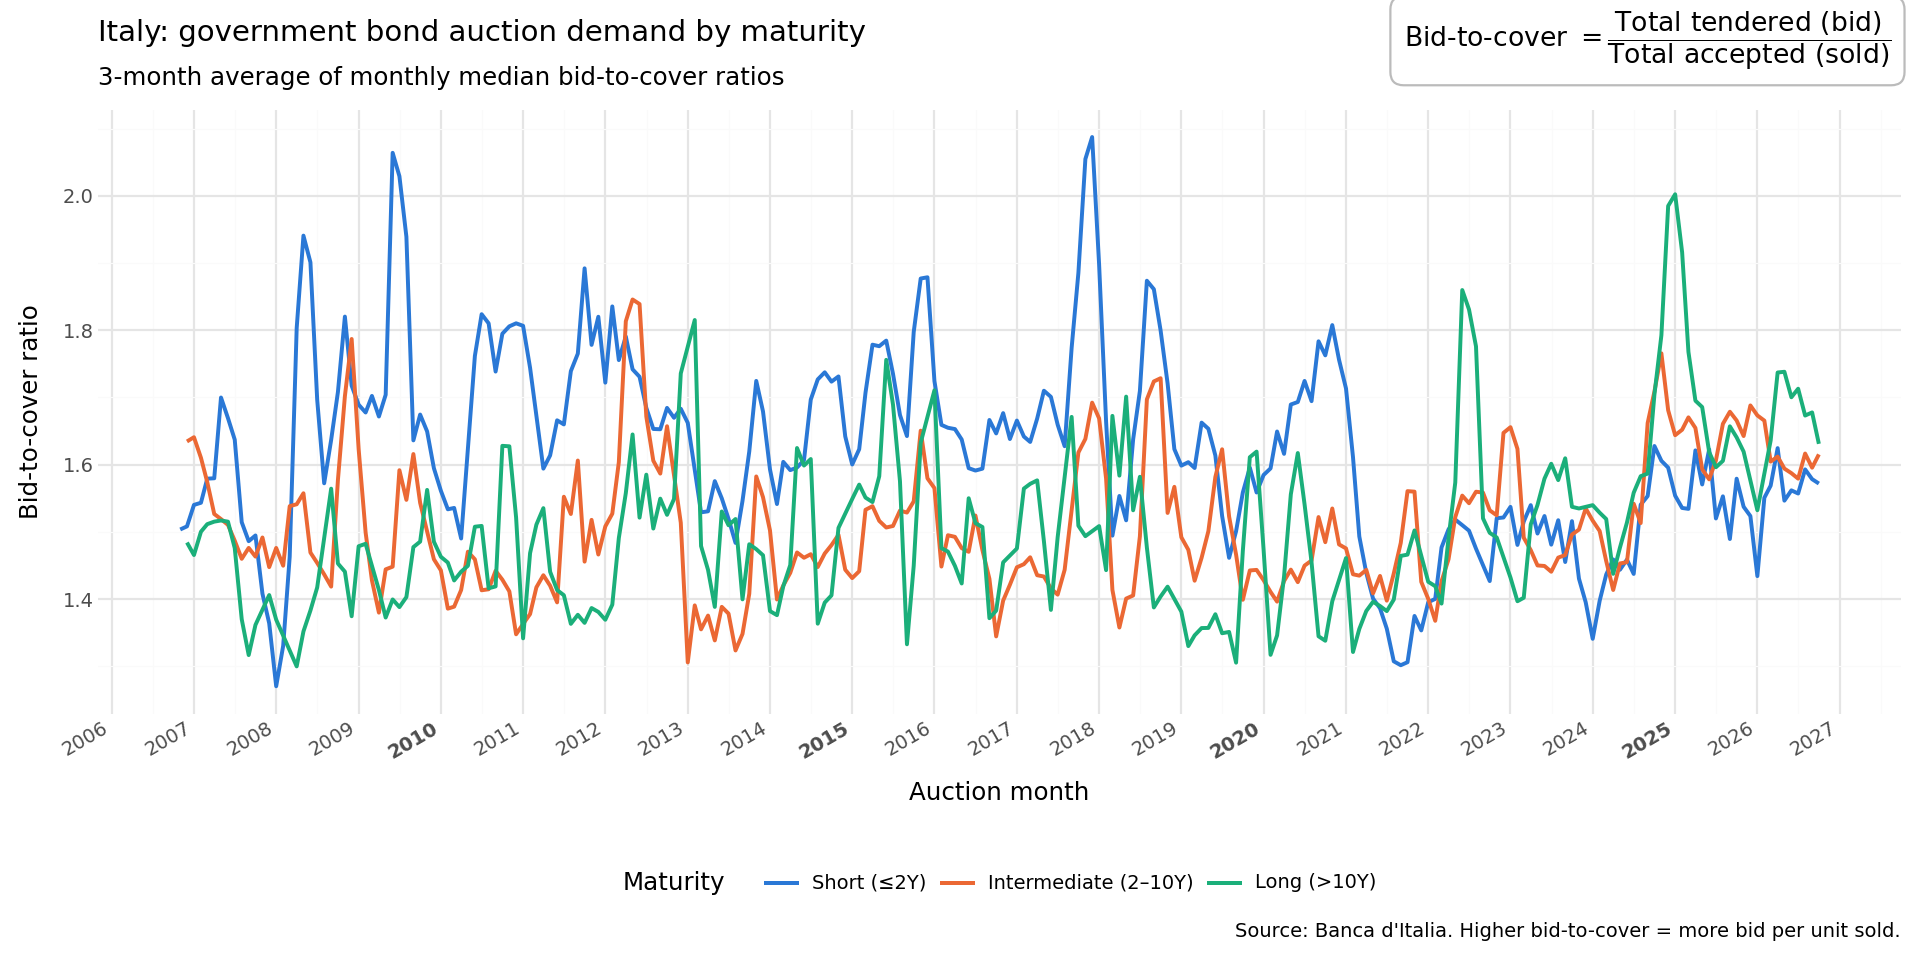 Italy: government bond auction demand by maturity
3-month average of monthly median bid-to-cover ratios
Bid-to-cover = Total tendered (bid)
Total accepted (sold)
Bid-to-cover ratio
2.0
1.8
1.6
1.4
2006 2007 2008 2009 2010 2011 2012 2013 2014 2015 2016 2017 2018 2019 2020 2021 2022 2023 2024 2025 2026 2027
Auction month
Maturity Short (≤2Y) Intermediate (2–10Y) Long (>10Y)
Source: Banca d'Italia. Higher bid-to-cover = more bid per unit sold.